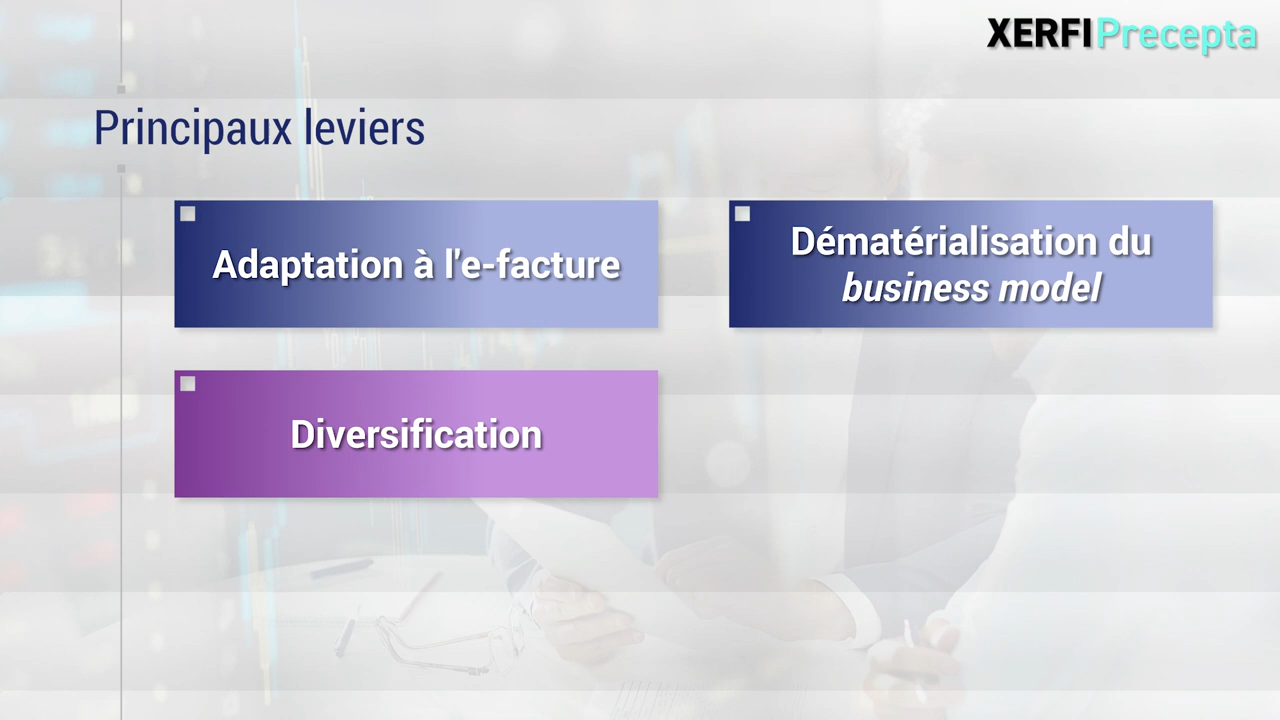 XERFI Precepta
Principaux leviers
Adaptation à l'e-facture
Dématérialisation du
business model
Diversification